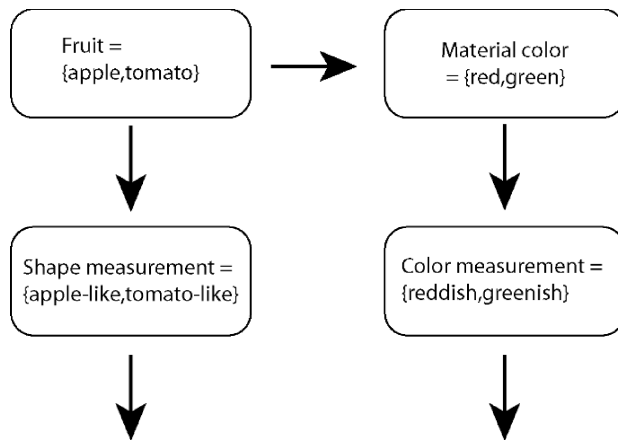 Fruit =
{apple,tomato}
Material color
= {red,green}
Shape measurement =
{apple-like,tomato-like}
Color measurement =
{reddish,greenish}